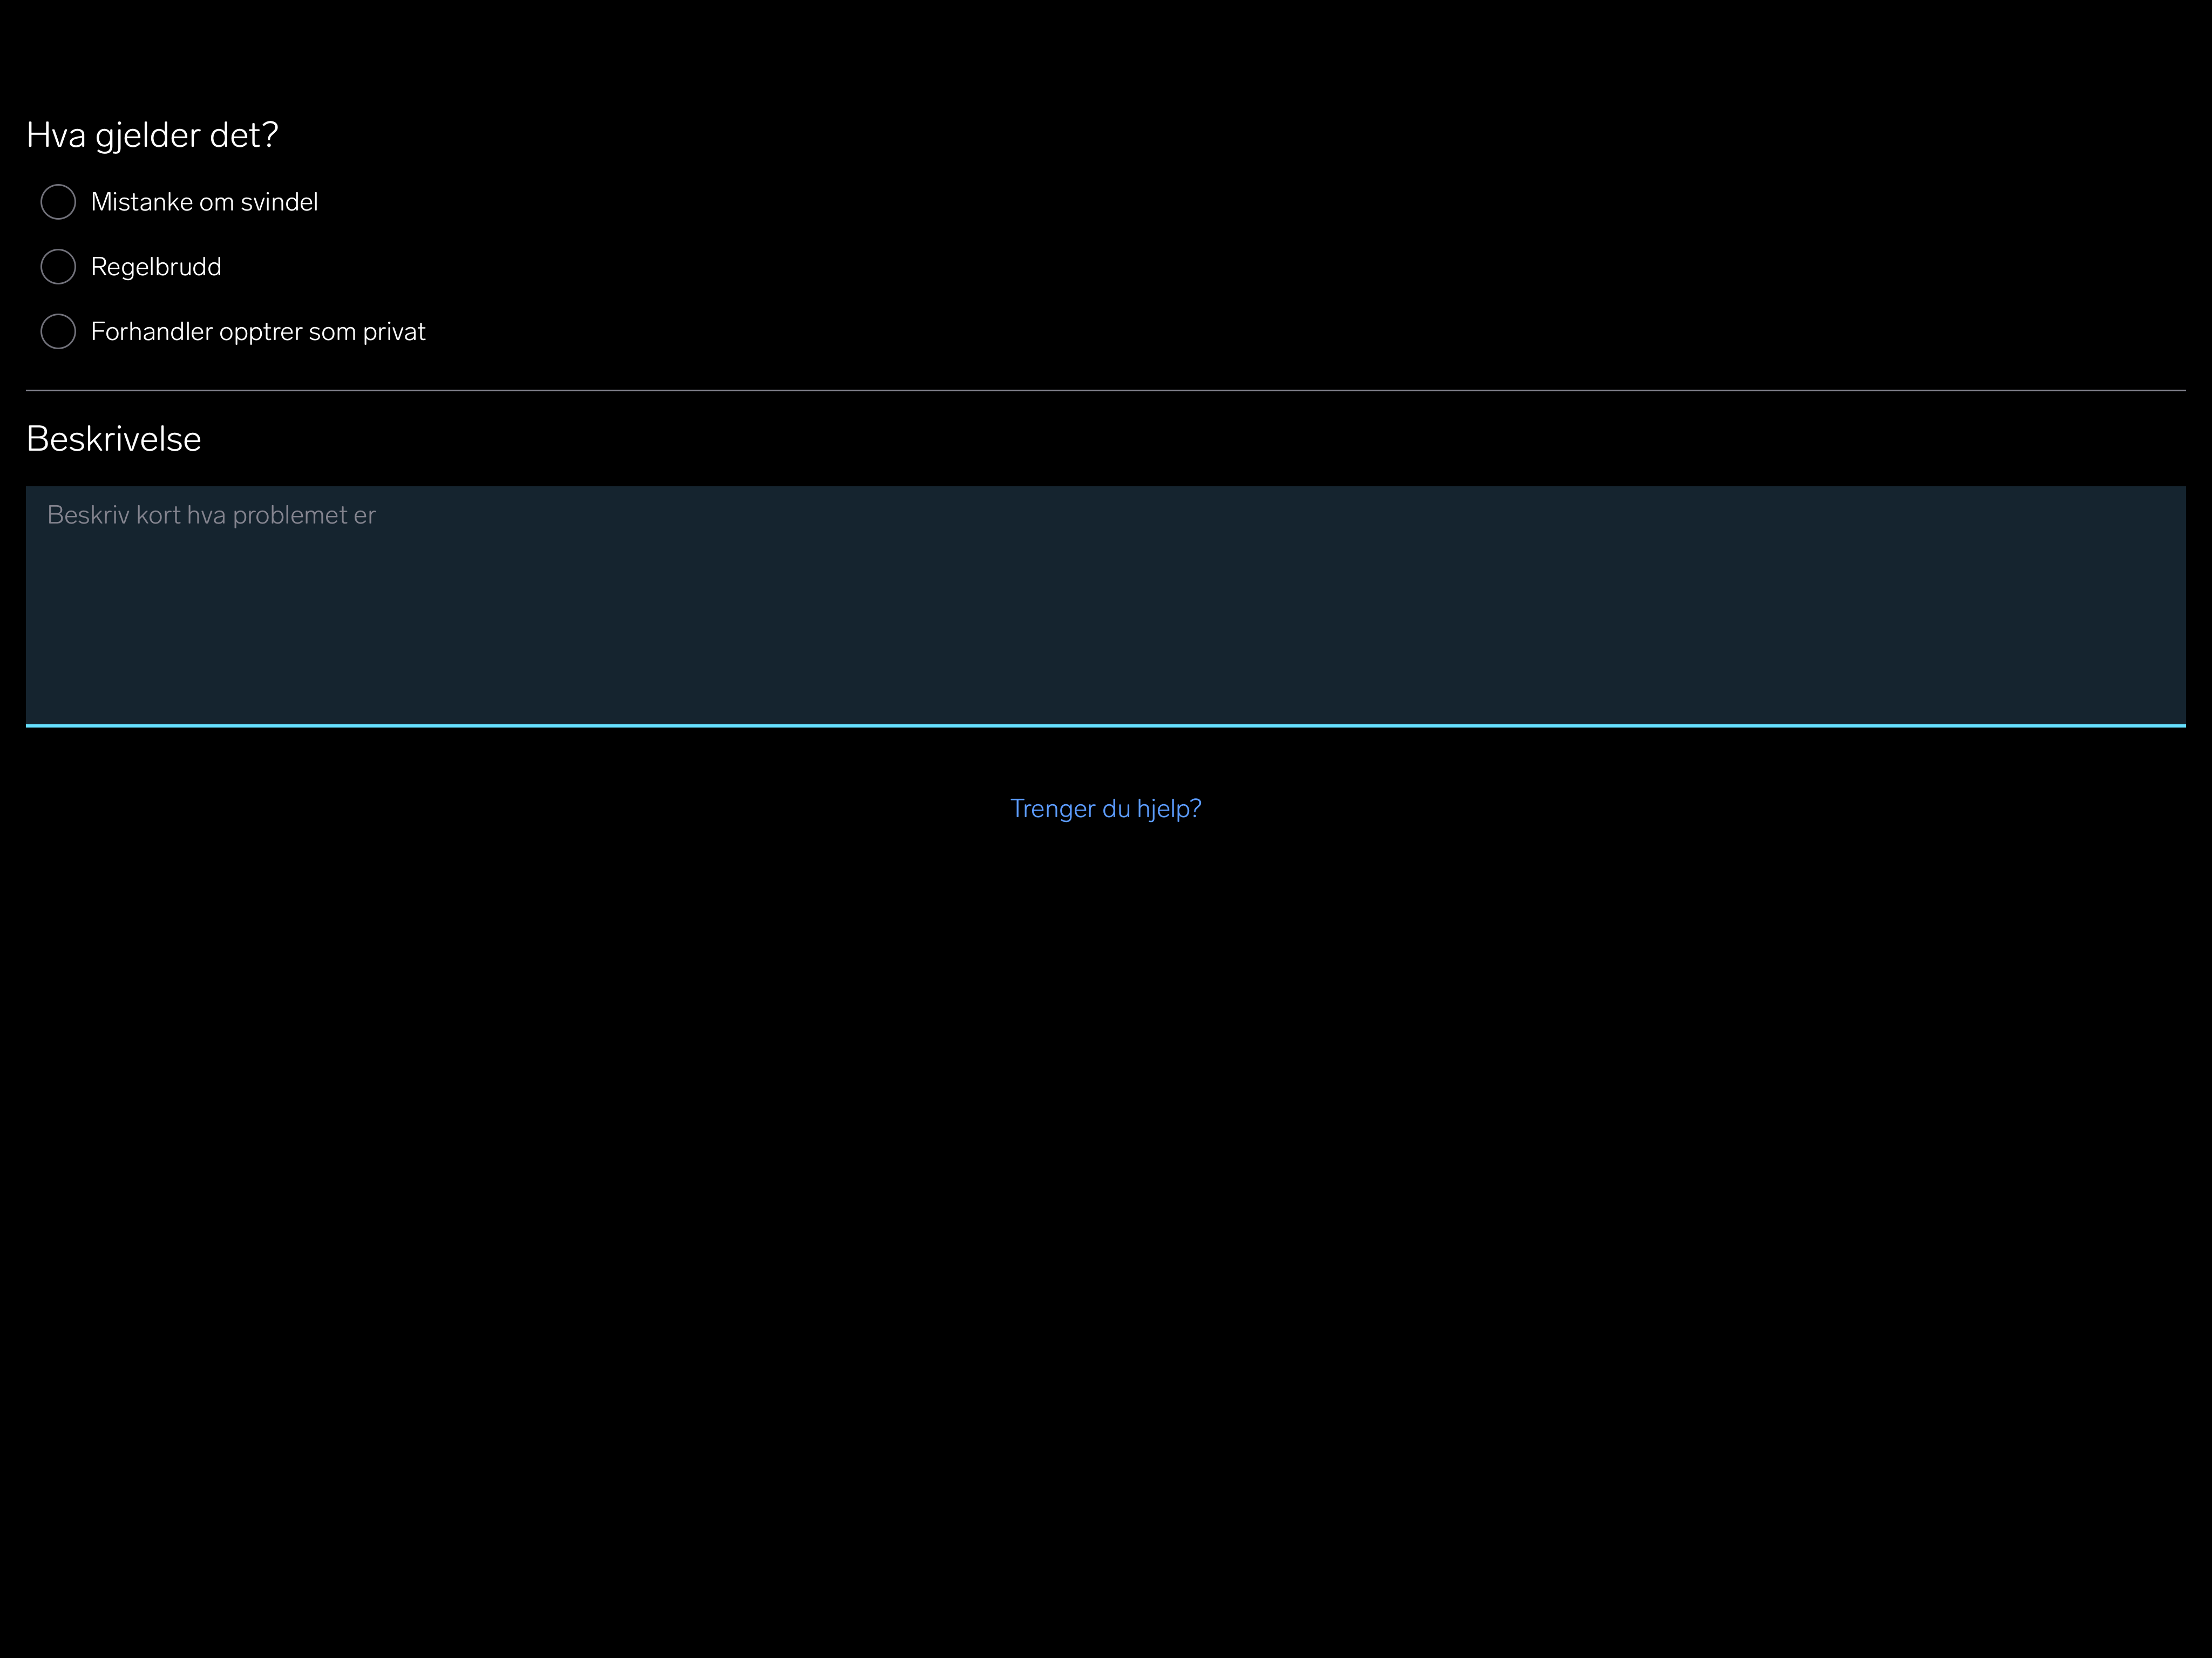 Hva gjelder det?
Mistanke om svindel
Regelbrudd
Forhandler opptrer som privat
Beskrivelse
Beskriv kort hva problemet er
Trenger du hjelp?